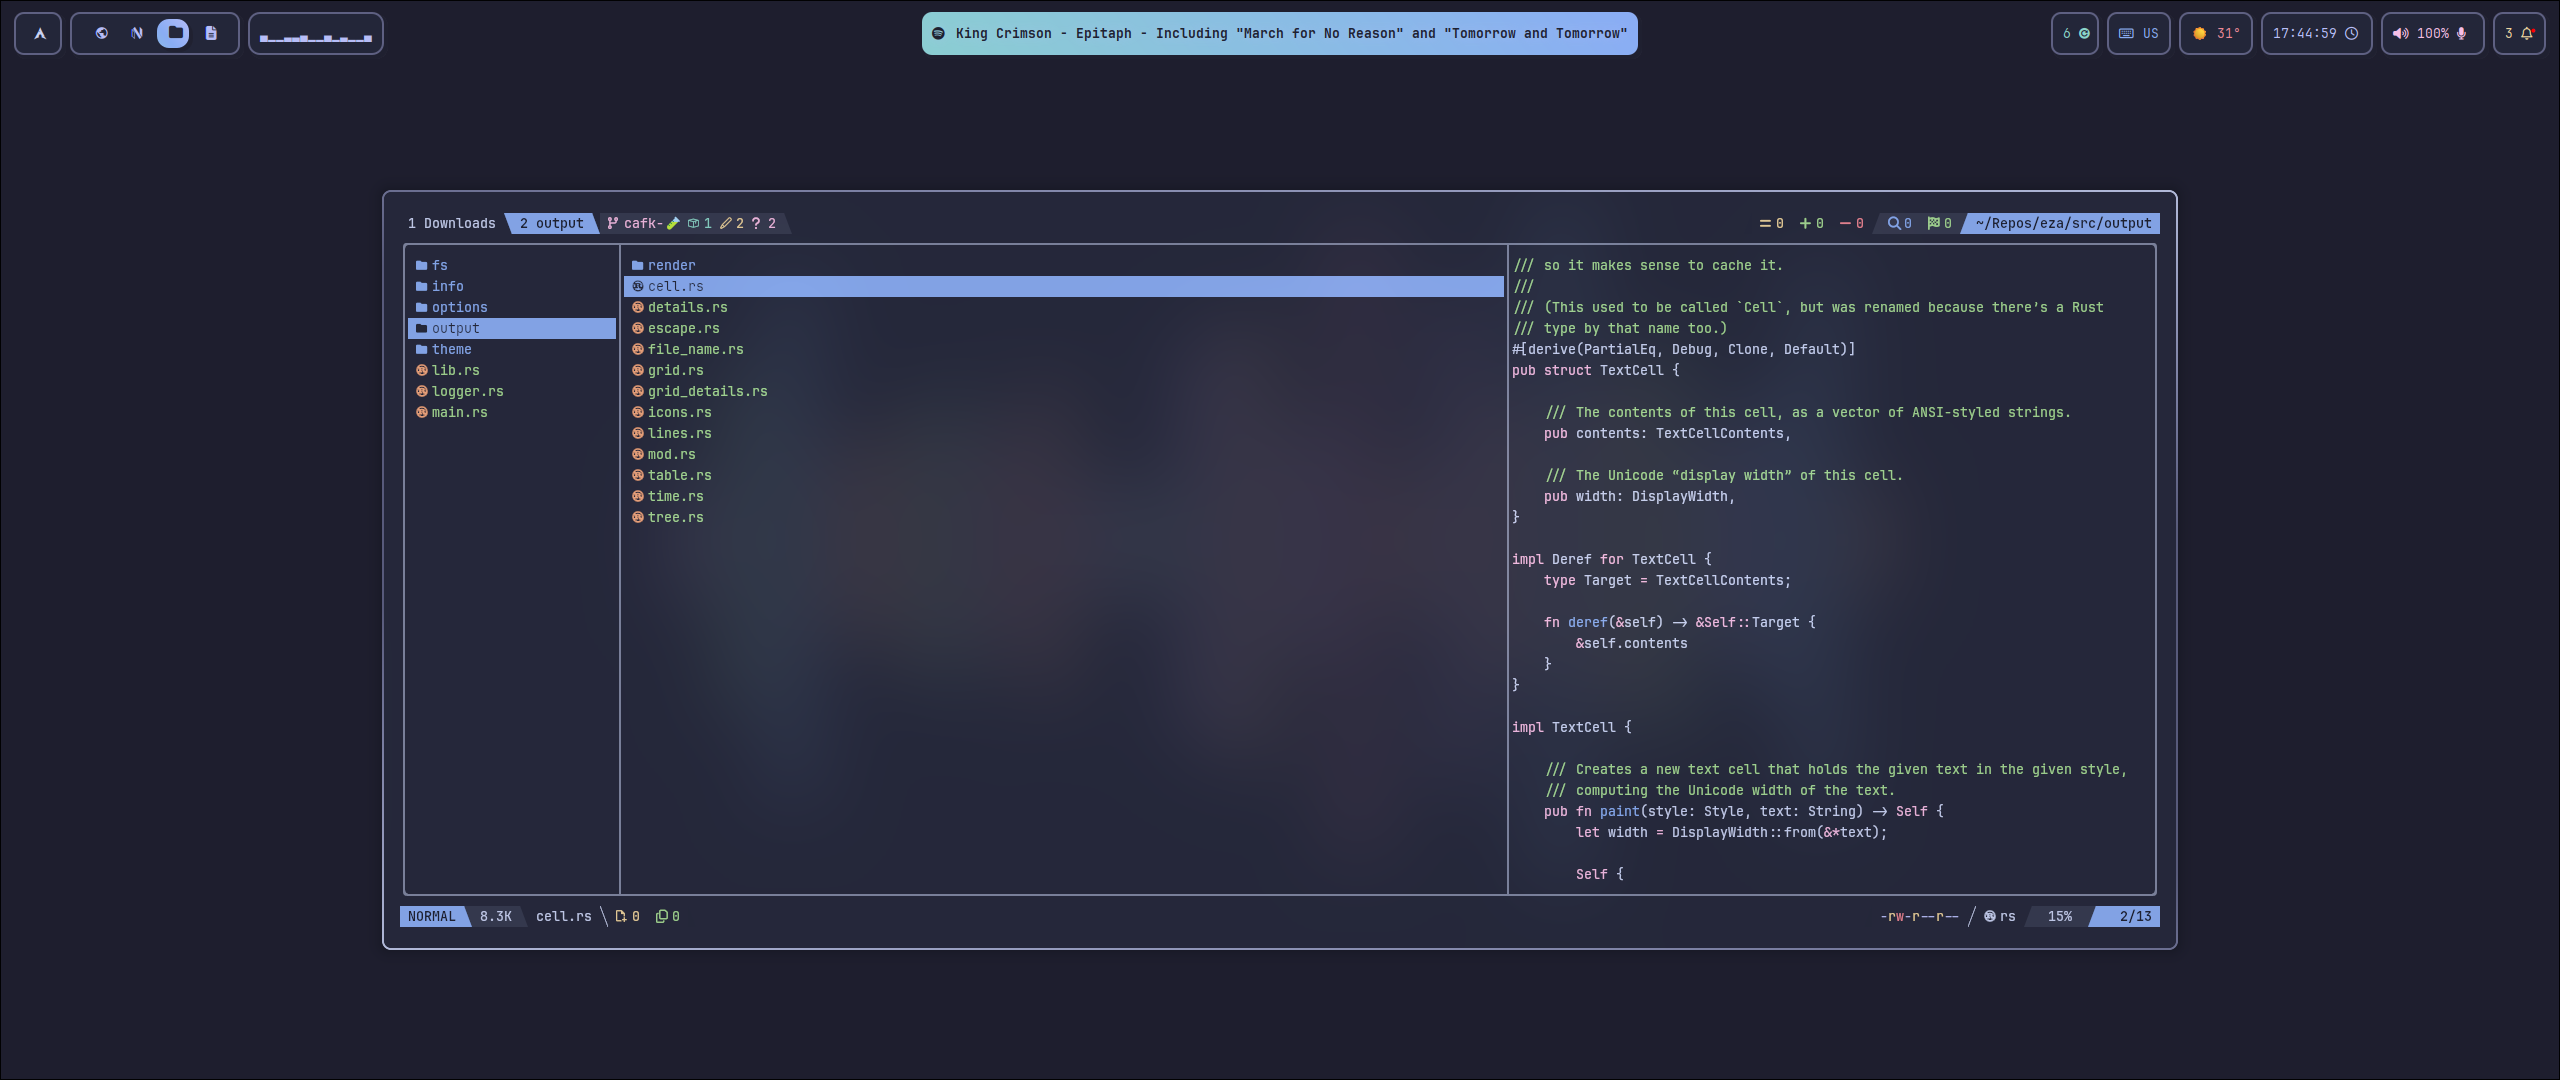 King Crimson - Epitaph - Including "March for No Reason" and "Tomorrow and Tomorrow"
6
US
31°
17:44:59
100%
3
1 Downloads 2 output cafk- 1 2 ? 2
= 0 + 0 - 0 0 0 ~/Repos/eza/src/output
fs
info
options
output
theme
lib.rs
logger.rs
main.rs
render
cell.rs
details.rs
escape.rs
file_name.rs
grid.rs
grid_details.rs
icons.rs
lines.rs
mod.rs
table.rs
time.rs
tree.rs
/// so it makes sense to cache it.
///
/// (This used to be called `Cell`, but was renamed because there's a Rust
/// type by that name too.)
#[derive(PartialEq, Debug, Clone, Default)]
pub struct TextCell {
/// The contents of this cell, as a vector of ANSI-styled strings.
pub contents: TextCellContents,
/// The Unicode “display width” of this cell.
pub width: DisplayWidth,
}
impl Deref for TextCell {
type Target = TextCellContents;
fn deref(&self) -> &Self::Target {
&self.contents
}
}
impl TextCell {
/// Creates a new text cell that holds the given text in the given style,
/// computing the Unicode width of the text.
pub fn paint(style: Style, text: String) -> Self {
let width = DisplayWidth::from(&*text);
Self {
NORMAL 8.3K cell.rs 0 0
-rw-r--r-- rs 15% 2/13